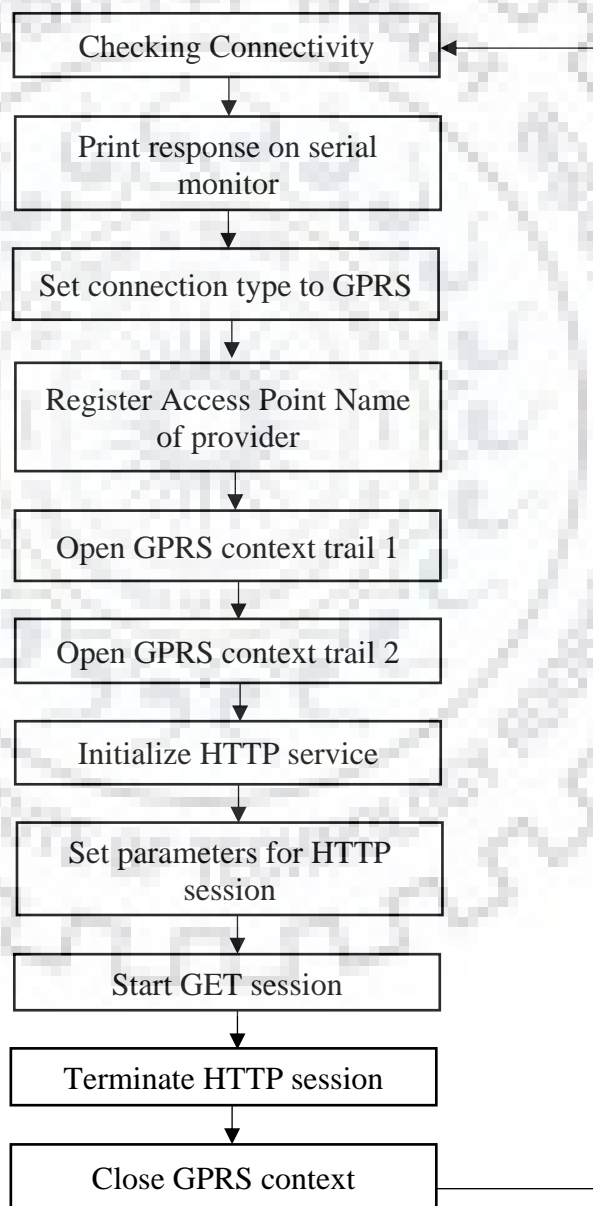 Checking Connectivity
Print response on serial
monitor
Set connection type to GPRS
Register Access Point Name
of provider
Open GPRS context trail 1
Open GPRS context trail 2
Initialize HTTP service
Set parameters for HTTP
session
Start GET session
Terminate HTTP session
Close GPRS context